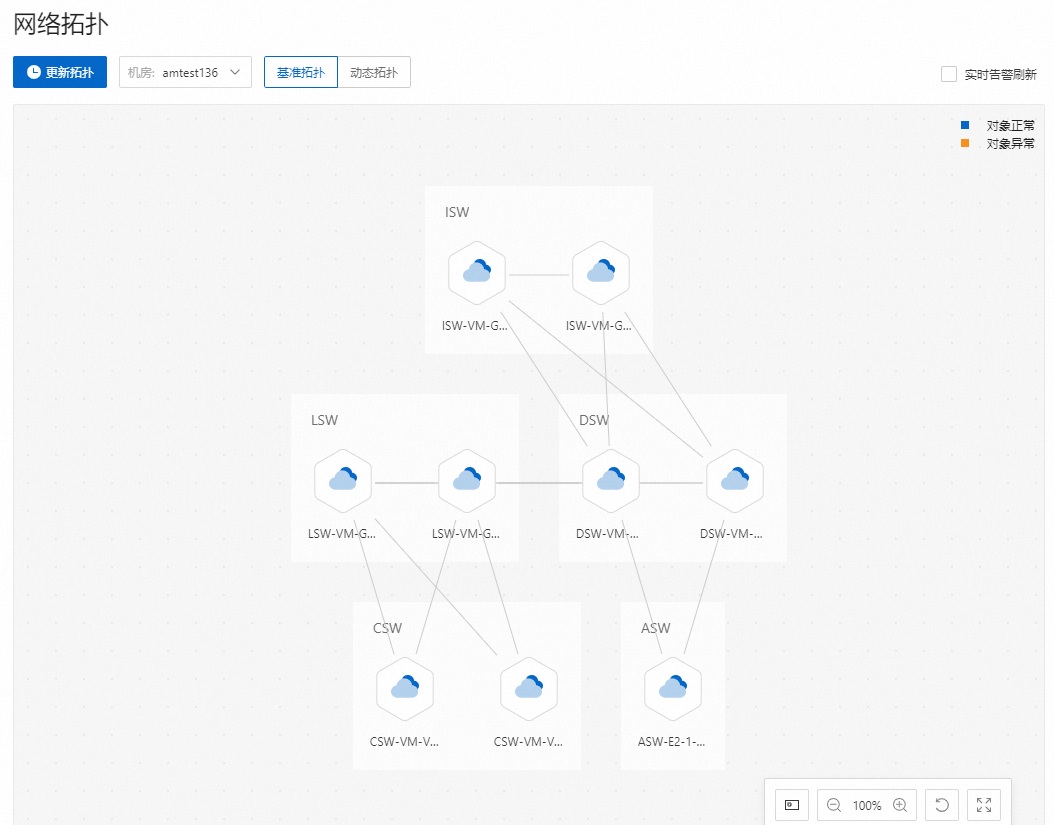 网络拓扑
更新拓扑 机房: amtest136 基准拓扑 动态拓扑 实时告警刷新
对象正常
对象异常
ISW
ISW-VM-G... ISW-VM-G...
LSW DSW
LSW-VM-G... LSW-VM-G... DSW-VM-... DSW-VM-...
CSW ASW
CSW-VM-V... CSW-VM-V... ASW-E2-1-...
100%